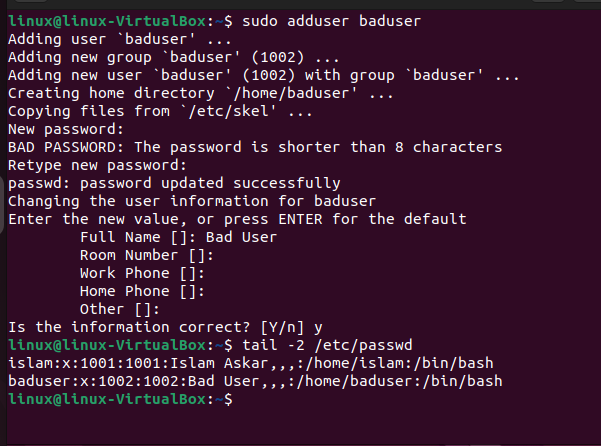 linux@linux-VirtualBox:~$ sudo adduser baduser
Adding user `baduser' ...
Adding new group `baduser' (1002) ...
Adding new user `baduser' (1002) with group `baduser' ...
Creating home directory `/home/baduser' ...
Copying files from `/etc/skel' ...
New password:
BAD PASSWORD: The password is shorter than 8 characters
Retype new password:
passwd: password updated successfully
Changing the user information for baduser
Enter the new value, or press ENTER for the default
        Full Name []: Bad User
        Room Number []:
        Work Phone []:
        Home Phone []:
        Other []:
Is the information correct? [Y/n] y
linux@linux-VirtualBox:~$ tail -2 /etc/passwd
islam:x:1001:1001:Islam Askar,,,:/home/islam:/bin/bash
baduser:x:1002:1002:Bad User,,,:/home/baduser:/bin/bash
linux@linux-VirtualBox:~$